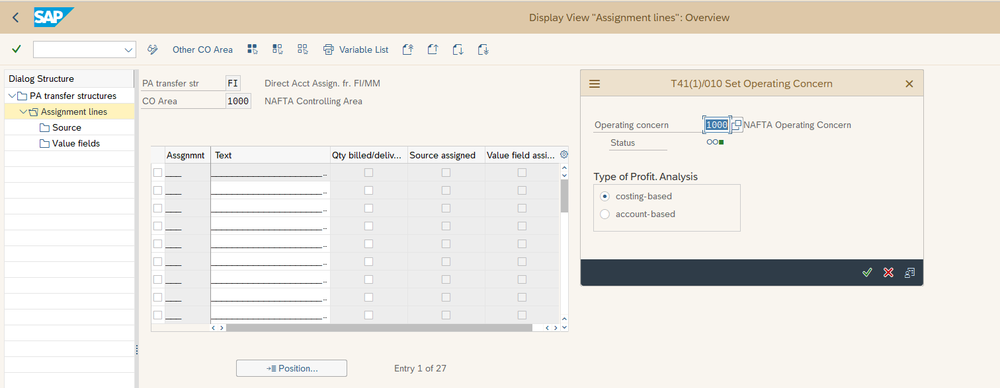 SAP
Display View "Assignment lines": Overview
Other CO Area
Variable List
Dialog Structure
PA transfer structures
Assignment lines
Source
Value fields
PA transfer str FI Direct Acct Assign. fr. FI/MM
CO Area 1000 NAFTA Controlling Area
Assgnmnt Text Qty billed/deliv... Source assigned Value field assi...
Position... Entry 1 of 27
T41(1)/010 Set Operating Concern
Operating concern 1000 NAFTA Operating Concern
Status
Type of Profit. Analysis
costing-based
account-based